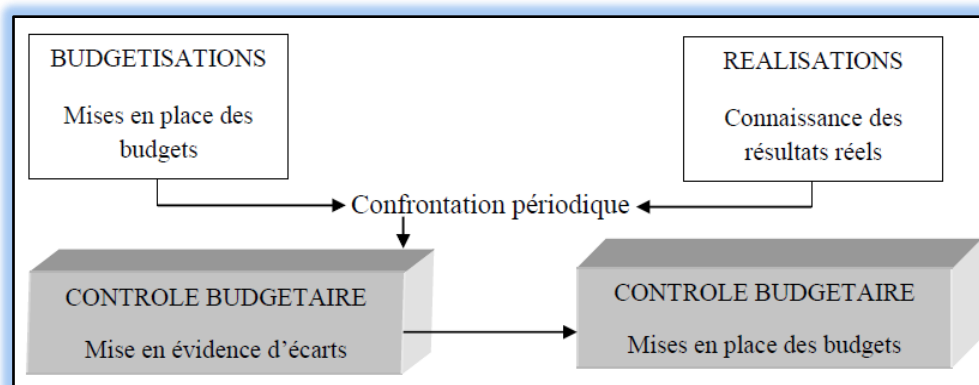 BUDGETISATIONS
Mises en place des
budgets
REALISATIONS
Connaissance des
résultats réels
Confrontation périodique
CONTROLE BUDGETAIRE
Mise en évidence d’écarts
CONTROLE BUDGETAIRE
Mises en place des budgets